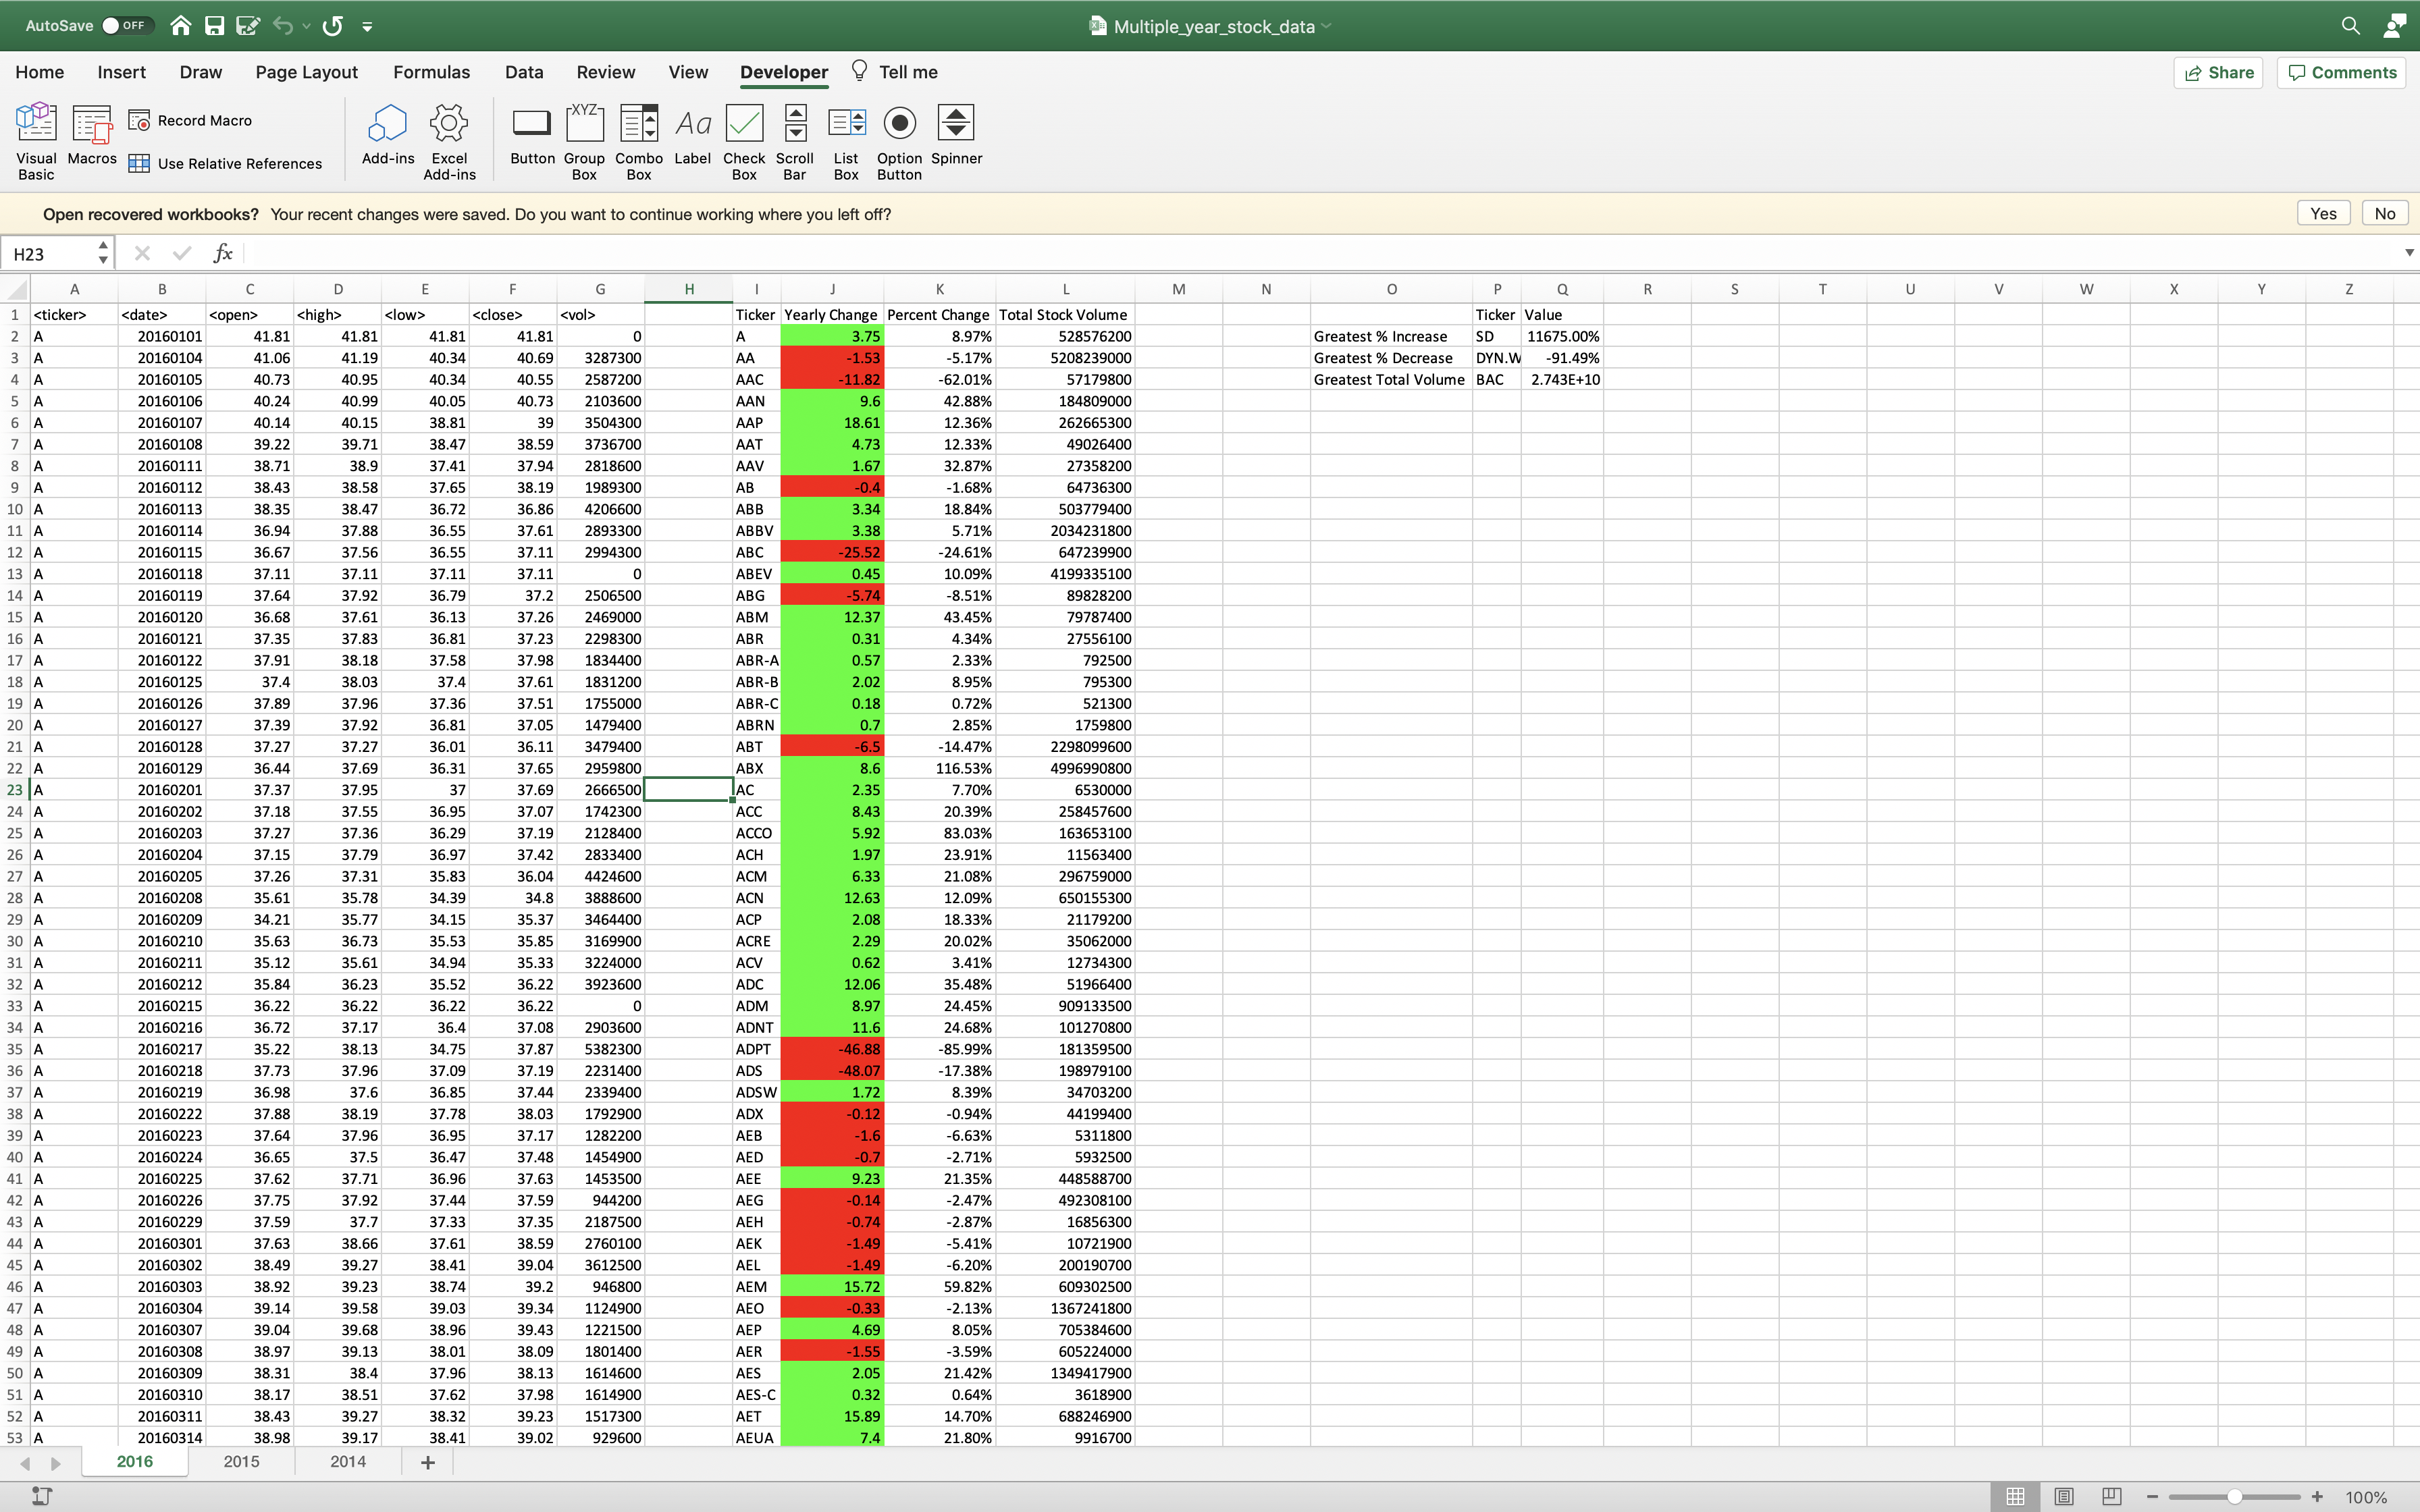 AutoSave OFF Multiple_year_stock_data
Home Insert Draw Page Layout Formulas Data Review View Developer Tell me Share Comments
Visual Basic Macros Record Macro Use Relative References Add-ins Excel Add-ins Button Group Box Combo Box Label Check Box Scroll Bar List Box Option Button Spinner
Open recovered workbooks? Your recent changes were saved. Do you want to continue working where you left off? Yes No
H23 fx
A B C D E F G H I J K L M N O P Q R S T U V W X Y Z
1 <ticker> <date> <open> <high> <low> <close> <vol> Ticker Yearly Change Percent Change Total Stock Volume Ticker Value
2 A 20160101 41.81 41.81 41.81 41.81 0 A 3.75 8.97% 528576200 Greatest % Increase SD 11675.00%
3 A 20160104 41.06 41.19 40.34 40.69 3287300 AA -1.53 -5.17% 5208239000 Greatest % Decrease DYN.W -91.49%
4 A 20160105 40.73 40.95 40.34 40.55 2587200 AAC -11.82 -62.01% 57179800 Greatest Total Volume BAC 2.743E+10
5 A 20160106 40.24 40.99 40.05 40.73 2103600 AAN 9.6 42.88% 184809000
6 A 20160107 40.14 40.15 38.81 39 3504300 AAP 18.61 12.36% 262665300
7 A 20160108 39.22 39.71 38.47 38.59 3736700 AAT 4.73 12.33% 49026400
8 A 20160111 38.71 38.9 37.41 37.94 2818600 AAV 1.67 32.87% 27358200
9 A 20160112 38.43 38.58 37.65 38.19 1989300 AB -0.4 -1.68% 64736300
10 A 20160113 38.35 38.47 36.72 36.86 4206600 ABB 3.34 18.84% 503779400
11 A 20160114 36.94 37.88 36.55 37.61 2893300 ABBV 3.38 5.71% 2034231800
12 A 20160115 36.67 37.56 36.55 37.11 2994300 ABC -25.52 -24.61% 647239900
13 A 20160118 37.11 37.11 37.11 37.11 0 ABEV 0.45 10.09% 4199335100
14 A 20160119 37.64 37.92 36.79 37.2 2506500 ABG -5.74 -8.51% 89828200
15 A 20160120 36.68 37.61 36.13 37.26 2469000 ABM 12.37 43.45% 79787400
16 A 20160121 37.35 37.83 36.81 37.23 2298300 ABR 0.31 4.34% 27556100
17 A 20160122 37.91 38.18 37.58 37.98 1834400 ABR-A 0.57 2.33% 792500
18 A 20160125 37.4 38.03 37.4 37.61 1831200 ABR-B 2.02 8.95% 795300
19 A 20160126 37.89 37.96 37.36 37.51 1755000 ABR-C 0.18 0.72% 521300
20 A 20160127 37.39 37.92 36.81 37.05 1479400 ABRN 0.7 2.85% 1759800
21 A 20160128 37.27 37.27 36.01 36.11 3479400 ABT -6.5 -14.47% 2298099600
22 A 20160129 36.44 37.69 36.31 37.65 2959800 ABX 8.6 116.53% 4996990800
23 A 20160201 37.37 37.95 37 37.69 2666500 AC 2.35 7.70% 6530000
24 A 20160202 37.18 37.55 36.95 37.07 1742300 ACC 8.43 20.39% 258457600
25 A 20160203 37.27 37.36 36.29 37.19 2128400 ACCO 5.92 83.03% 163653100
26 A 20160204 37.15 37.79 36.97 37.42 2833400 ACH 1.97 23.91% 11563400
27 A 20160205 37.26 37.31 35.83 36.04 4424600 ACM 6.33 21.08% 296759000
28 A 20160208 35.61 35.78 34.39 34.8 3888600 ACN 12.63 12.09% 650155300
29 A 20160209 34.21 35.77 34.15 35.37 3464400 ACP 2.08 18.33% 21179200
30 A 20160210 35.63 36.73 35.53 35.85 3169900 ACRE 2.29 20.02% 35062000
31 A 20160211 35.12 35.61 34.94 35.33 3224000 ACV 0.62 3.41% 12734300
32 A 20160212 35.84 36.23 35.52 36.22 3923600 ADC 12.06 35.48% 51966400
33 A 20160215 36.22 36.22 36.22 36.22 0 ADM 8.97 24.45% 909133500
34 A 20160216 36.72 37.17 36.4 37.08 2903600 ADNT 11.6 24.68% 101270800
35 A 20160217 35.22 38.13 34.75 37.87 5382300 ADPT -46.88 -85.99% 181359500
36 A 20160218 37.73 37.96 37.09 37.19 2231400 ADS -48.07 -17.38% 198979100
37 A 20160219 36.98 37.6 36.85 37.44 2339400 ADSW 1.72 8.39% 34703200
38 A 20160222 37.88 38.19 37.78 38.03 1792900 ADX -0.12 -0.94% 44199400
39 A 20160223 37.64 37.96 36.95 37.17 1282200 AEB -1.6 -6.63% 5311800
40 A 20160224 36.65 37.5 36.47 37.48 1454900 AED -0.7 -2.71% 5932500
41 A 20160225 37.62 37.71 36.96 37.63 1453500 AEE 9.23 21.35% 448588700
42 A 20160226 37.75 37.92 37.44 37.59 944200 AEG -0.14 -2.47% 492308100
43 A 20160229 37.59 37.7 37.33 37.35 2187500 AEH -0.74 -2.87% 16856300
44 A 20160301 37.63 38.66 37.61 38.59 2760100 AEK -1.49 -5.41% 10721900
45 A 20160302 38.49 39.27 38.41 39.04 3612500 AEL -1.49 -6.20% 200190700
46 A 20160303 38.92 39.23 38.74 39.2 946800 AEM 15.72 59.82% 609302500
47 A 20160304 39.14 39.58 39.03 39.34 1124900 AEO -0.33 -2.13% 1367241800
48 A 20160307 39.04 39.68 38.96 39.43 1221500 AEP 4.69 8.05% 705384600
49 A 20160308 38.97 39.13 38.01 38.09 1801400 AER -1.55 -3.59% 605224000
50 A 20160309 38.31 38.4 37.96 38.13 1614600 AES 2.05 21.42% 1349417900
51 A 20160310 38.17 38.51 37.62 37.98 1614900 AES-C 0.32 0.64% 3618900
52 A 20160311 38.43 39.27 38.32 39.23 1517300 AET 15.89 14.70% 688246900
53 A 20160314 38.98 39.17 38.41 39.02 929600 AEUA 7.4 21.80% 9916700
2016 2015 2014 +
100%